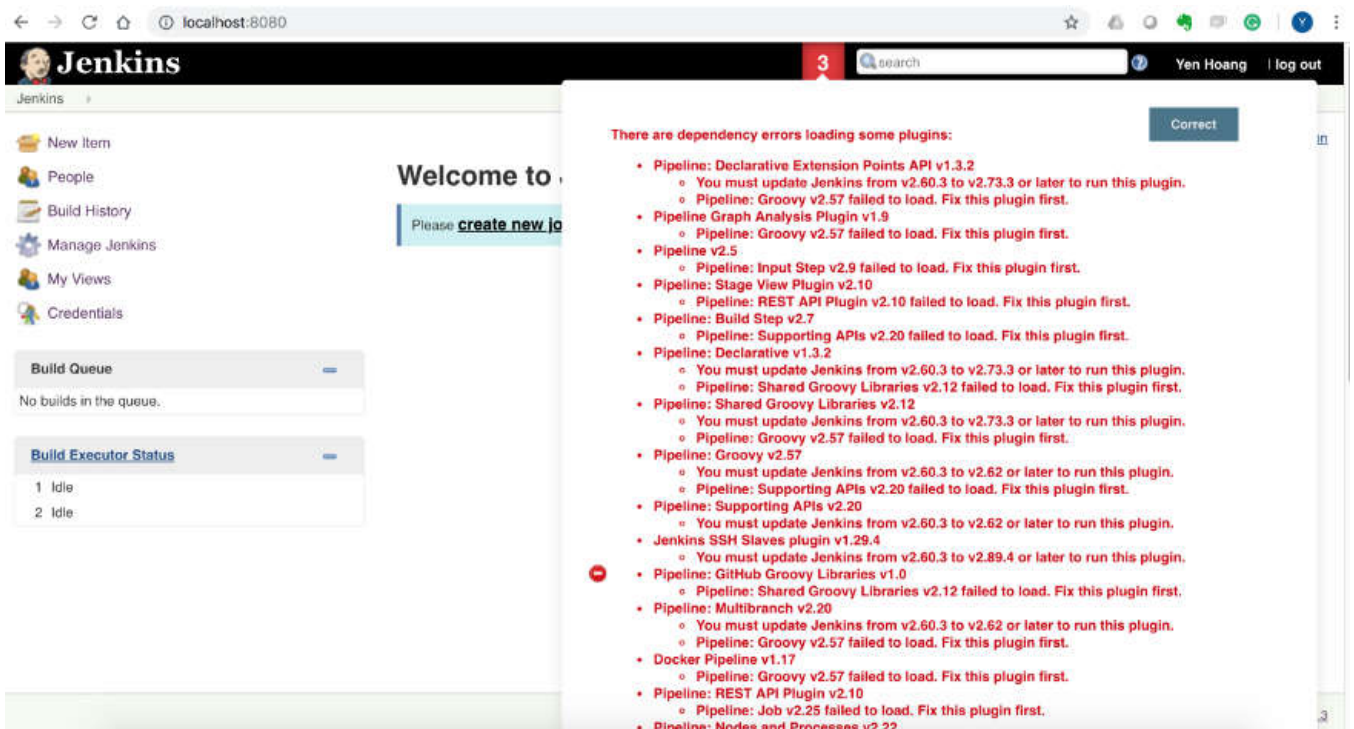 localhost:8080
Y
Jenkins
3
search
Yen Hoang
log out
Jenkins
New Item
People
Build History
Manage Jenkins
My Views
Credentials
Build Queue
No builds in the queue.
Build Executor Status
1 Idle
2 Idle
Welcome to
Please create new jo
Correct
in
There are dependency errors loading some plugins:
Pipeline: Declarative Extension Points API v1.3.2
You must update Jenkins from v2.60.3 to v2.73.3 or later to run this plugin.
Pipeline: Groovy v2.57 failed to load. Fix this plugin first.
Pipeline Graph Analysis Plugin v1.9
Pipeline: Groovy v2.57 failed to load. Fix this plugin first.
Pipeline v2.5
Pipeline: Input Step v2.9 failed to load. Fix this plugin first.
Pipeline: Stage View Plugin v2.10
Pipeline: REST API Plugin v2.10 failed to load. Fix this plugin first.
Pipeline: Build Step v2.7
Pipeline: Supporting APIs v2.20 failed to load. Fix this plugin first.
Pipeline: Declarative v1.3.2
You must update Jenkins from v2.60.3 to v2.73.3 or later to run this plugin.
Pipeline: Shared Groovy Libraries v2.12 failed to load. Fix this plugin first.
Pipeline: Shared Groovy Libraries v2.12
You must update Jenkins from v2.60.3 to v2.73.3 or later to run this plugin.
Pipeline: Groovy v2.57 failed to load. Fix this plugin first.
Pipeline: Groovy v2.57
You must update Jenkins from v2.60.3 to v2.62 or later to run this plugin.
Pipeline: Supporting APIs v2.20 failed to load. Fix this plugin first.
Pipeline: Supporting APIs v2.20
You must update Jenkins from v2.60.3 to v2.62 or later to run this plugin.
Jenkins SSH Slaves plugin v1.29.4
You must update Jenkins from v2.60.3 to v2.89.4 or later to run this plugin.
Pipeline: GitHub Groovy Libraries v1.0
Pipeline: Shared Groovy Libraries v2.12 failed to load. Fix this plugin first.
Pipeline: Multibranch v2.20
You must update Jenkins from v2.60.3 to v2.62 or later to run this plugin.
Pipeline: Groovy v2.57 failed to load. Fix this plugin first.
Docker Pipeline v1.17
Pipeline: Groovy v2.57 failed to load. Fix this plugin first.
Pipeline: REST API Plugin v2.10
Pipeline: Job v2.25 failed to load. Fix this plugin first.
Pipeline: Nodes and Processes v2.22
.3